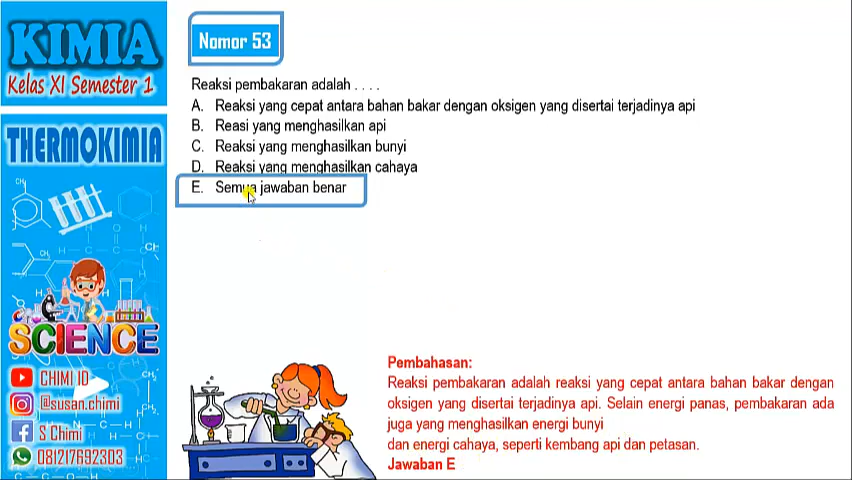 KIMIA
Kelas XI Semester 1
THERMOKIMIA
SCIENCE
CHIMI ID
@susan.chimi
S Chimi
081217692303
Nomor 53
Reaksi pembakaran adalah . . . .
A. Reaksi yang cepat antara bahan bakar dengan oksigen yang disertai terjadinya api
B. Reasi yang menghasilkan api
C. Reaksi yang menghasilkan bunyi
D. Reaksi yang menghasilkan cahaya
E. Semua jawaban benar
Pembahasan:
Reaksi pembakaran adalah reaksi yang cepat antara bahan bakar dengan
oksigen yang disertai terjadinya api. Selain energi panas, pembakaran ada
juga yang menghasilkan energi bunyi
dan energi cahaya, seperti kembang api dan petasan.
Jawaban E